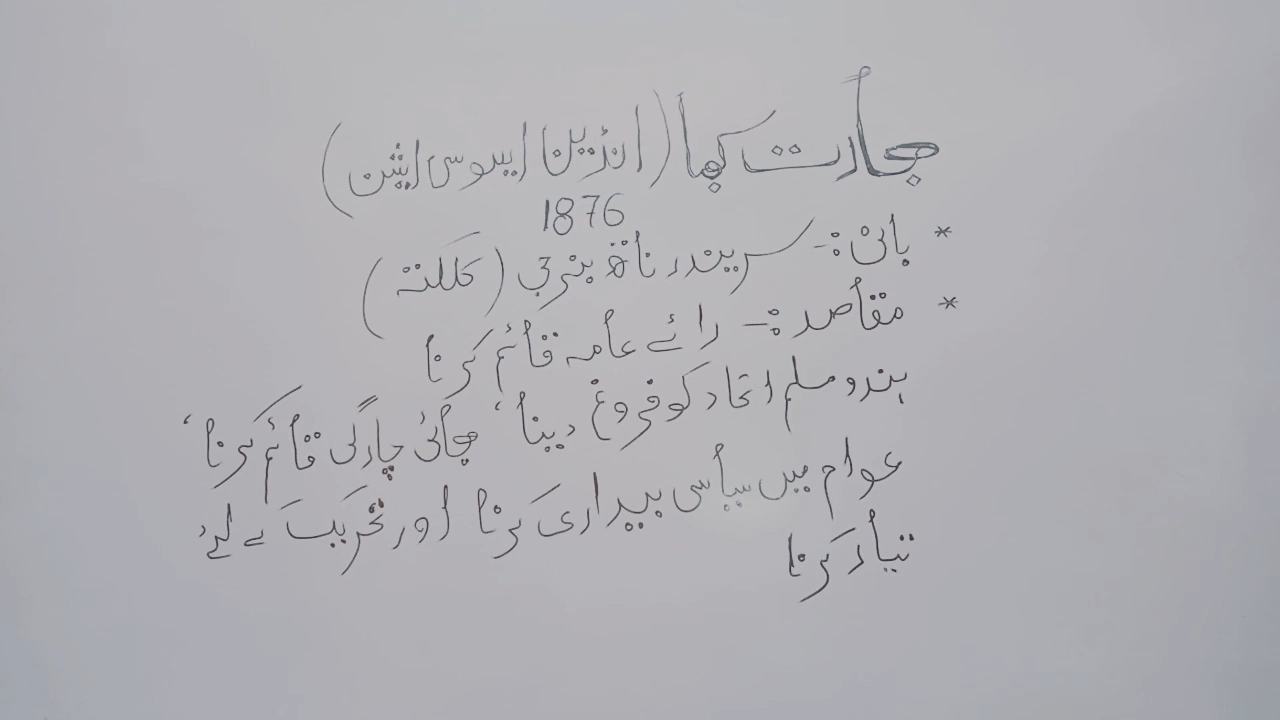 بھارت سبھا (انڈین ایسوسی ایشن)
1876
* بانی :- سریندر ناتھ بنرجی (کلکتہ)
* مقاصد :- رائے عامہ قائم کرنا
ہندو مسلم اتحاد کو فروغ دینا، بھائی چارگی قائم کرنا،
عوام میں سیاسی بیداری کرنا اور تحریک کے لئے
تیار کرنا